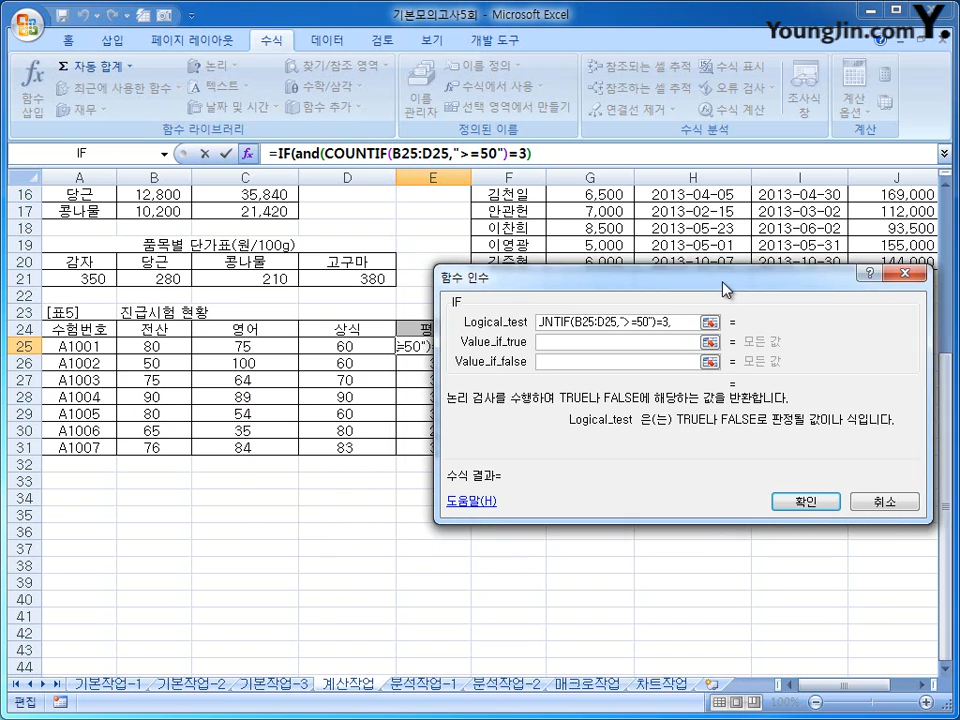 기본모의고사5회 - Microsoft Excel
YoungJin.com Y.
홈 삽입 페이지 레이아웃 수식 데이터 검토 보기 개발 도구
함수 삽입
Σ 자동 합계
최근에 사용한 함수
재무
논리
텍스트
날짜 및 시간
찾기/참조 영역
수학/삼각
함수 추가
함수 라이브러리
이름 관리자
이름 정의
수식에서 사용
선택 영역에서 만들기
정의된 이름
참조되는 셀 추적
참조하는 셀 추적
연결선 제거
수식 표시
오류 검사
수식 계산
조사식 창
수식 분석
계산 옵션
계산
IF =IF(and(COUNTIF(B25:D25,">=50")=3)
A B C D E F G H I J
16 당근 12,800 35,840 김천일 6,500 2013-04-05 2013-04-30 169,000
17 콩나물 10,200 21,420 안관헌 7,000 2013-02-15 2013-03-02 112,000
18 이찬희 8,500 2013-05-23 2013-06-02 93,500
19 품목별 단가표(원/100g) 이영광 5,000 2013-05-01 2013-05-31 155,000
20 감자 당근 콩나물 고구마
21 350 280 210 380
22
23 [표5] 진급시험 현황
24 수험번호 전산 영어 상식
25 A1001 80 75 60 =50")=
26 A1002 50 100 60
27 A1003 75 64 70
28 A1004 90 89 90
29 A1005 80 54 60
30 A1006 65 35 80
31 A1007 76 84 83
32
33
34
35
36
37
38
39
40
41
42
43
44
함수 인수
IF
Logical_test JNTIF(B25:D25,">=50")=3, =
Value_if_true = 모든 값
Value_if_false = 모든 값
=
논리 검사를 수행하여 TRUE나 FALSE에 해당하는 값을 반환합니다.
Logical_test 은(는) TRUE나 FALSE로 판정될 값이나 식입니다.
수식 결과=
도움말(H) 확인 취소
기본작업-1 기본작업-2 기본작업-3 계산작업 분석작업-1 분석작업-2 매크로작업 차트작업
편집 100%